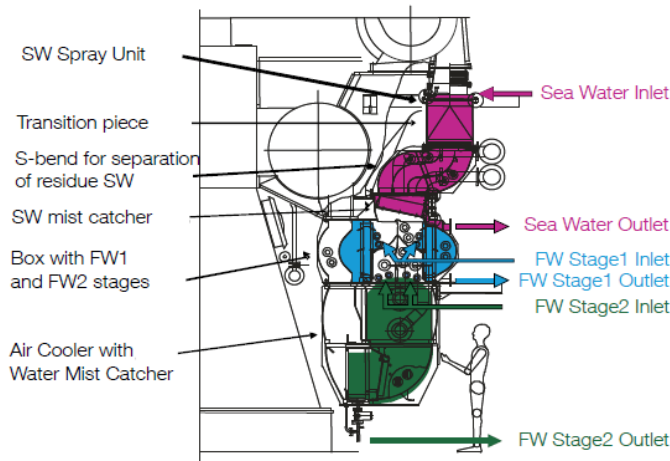 SW Spray Unit
Transition piece
S-bend for separation
of residue SW
SW mist catcher
Box with FW1
and FW2 stages
Air Cooler with
Water Mist Catcher
Sea Water Inlet
Sea Water Outlet
FW Stage1 Inlet
FW Stage1 Outlet
FW Stage2 Inlet
FW Stage2 Outlet